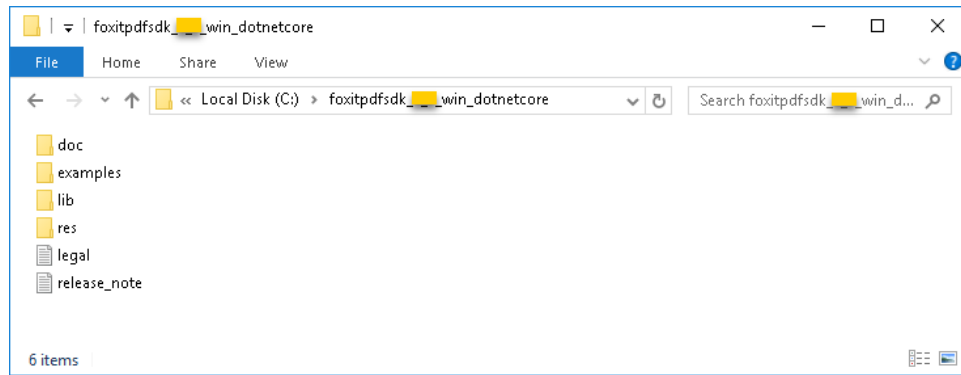 foxitpdfsdk_ _ _win_dotnetcore
File Home Share View
« Local Disk (C:) › foxitpdfsdk_ _ _win_dotnetcore Search foxitpdfsdk_ _ _win_d...
doc
examples
lib
res
legal
release_note
6 items